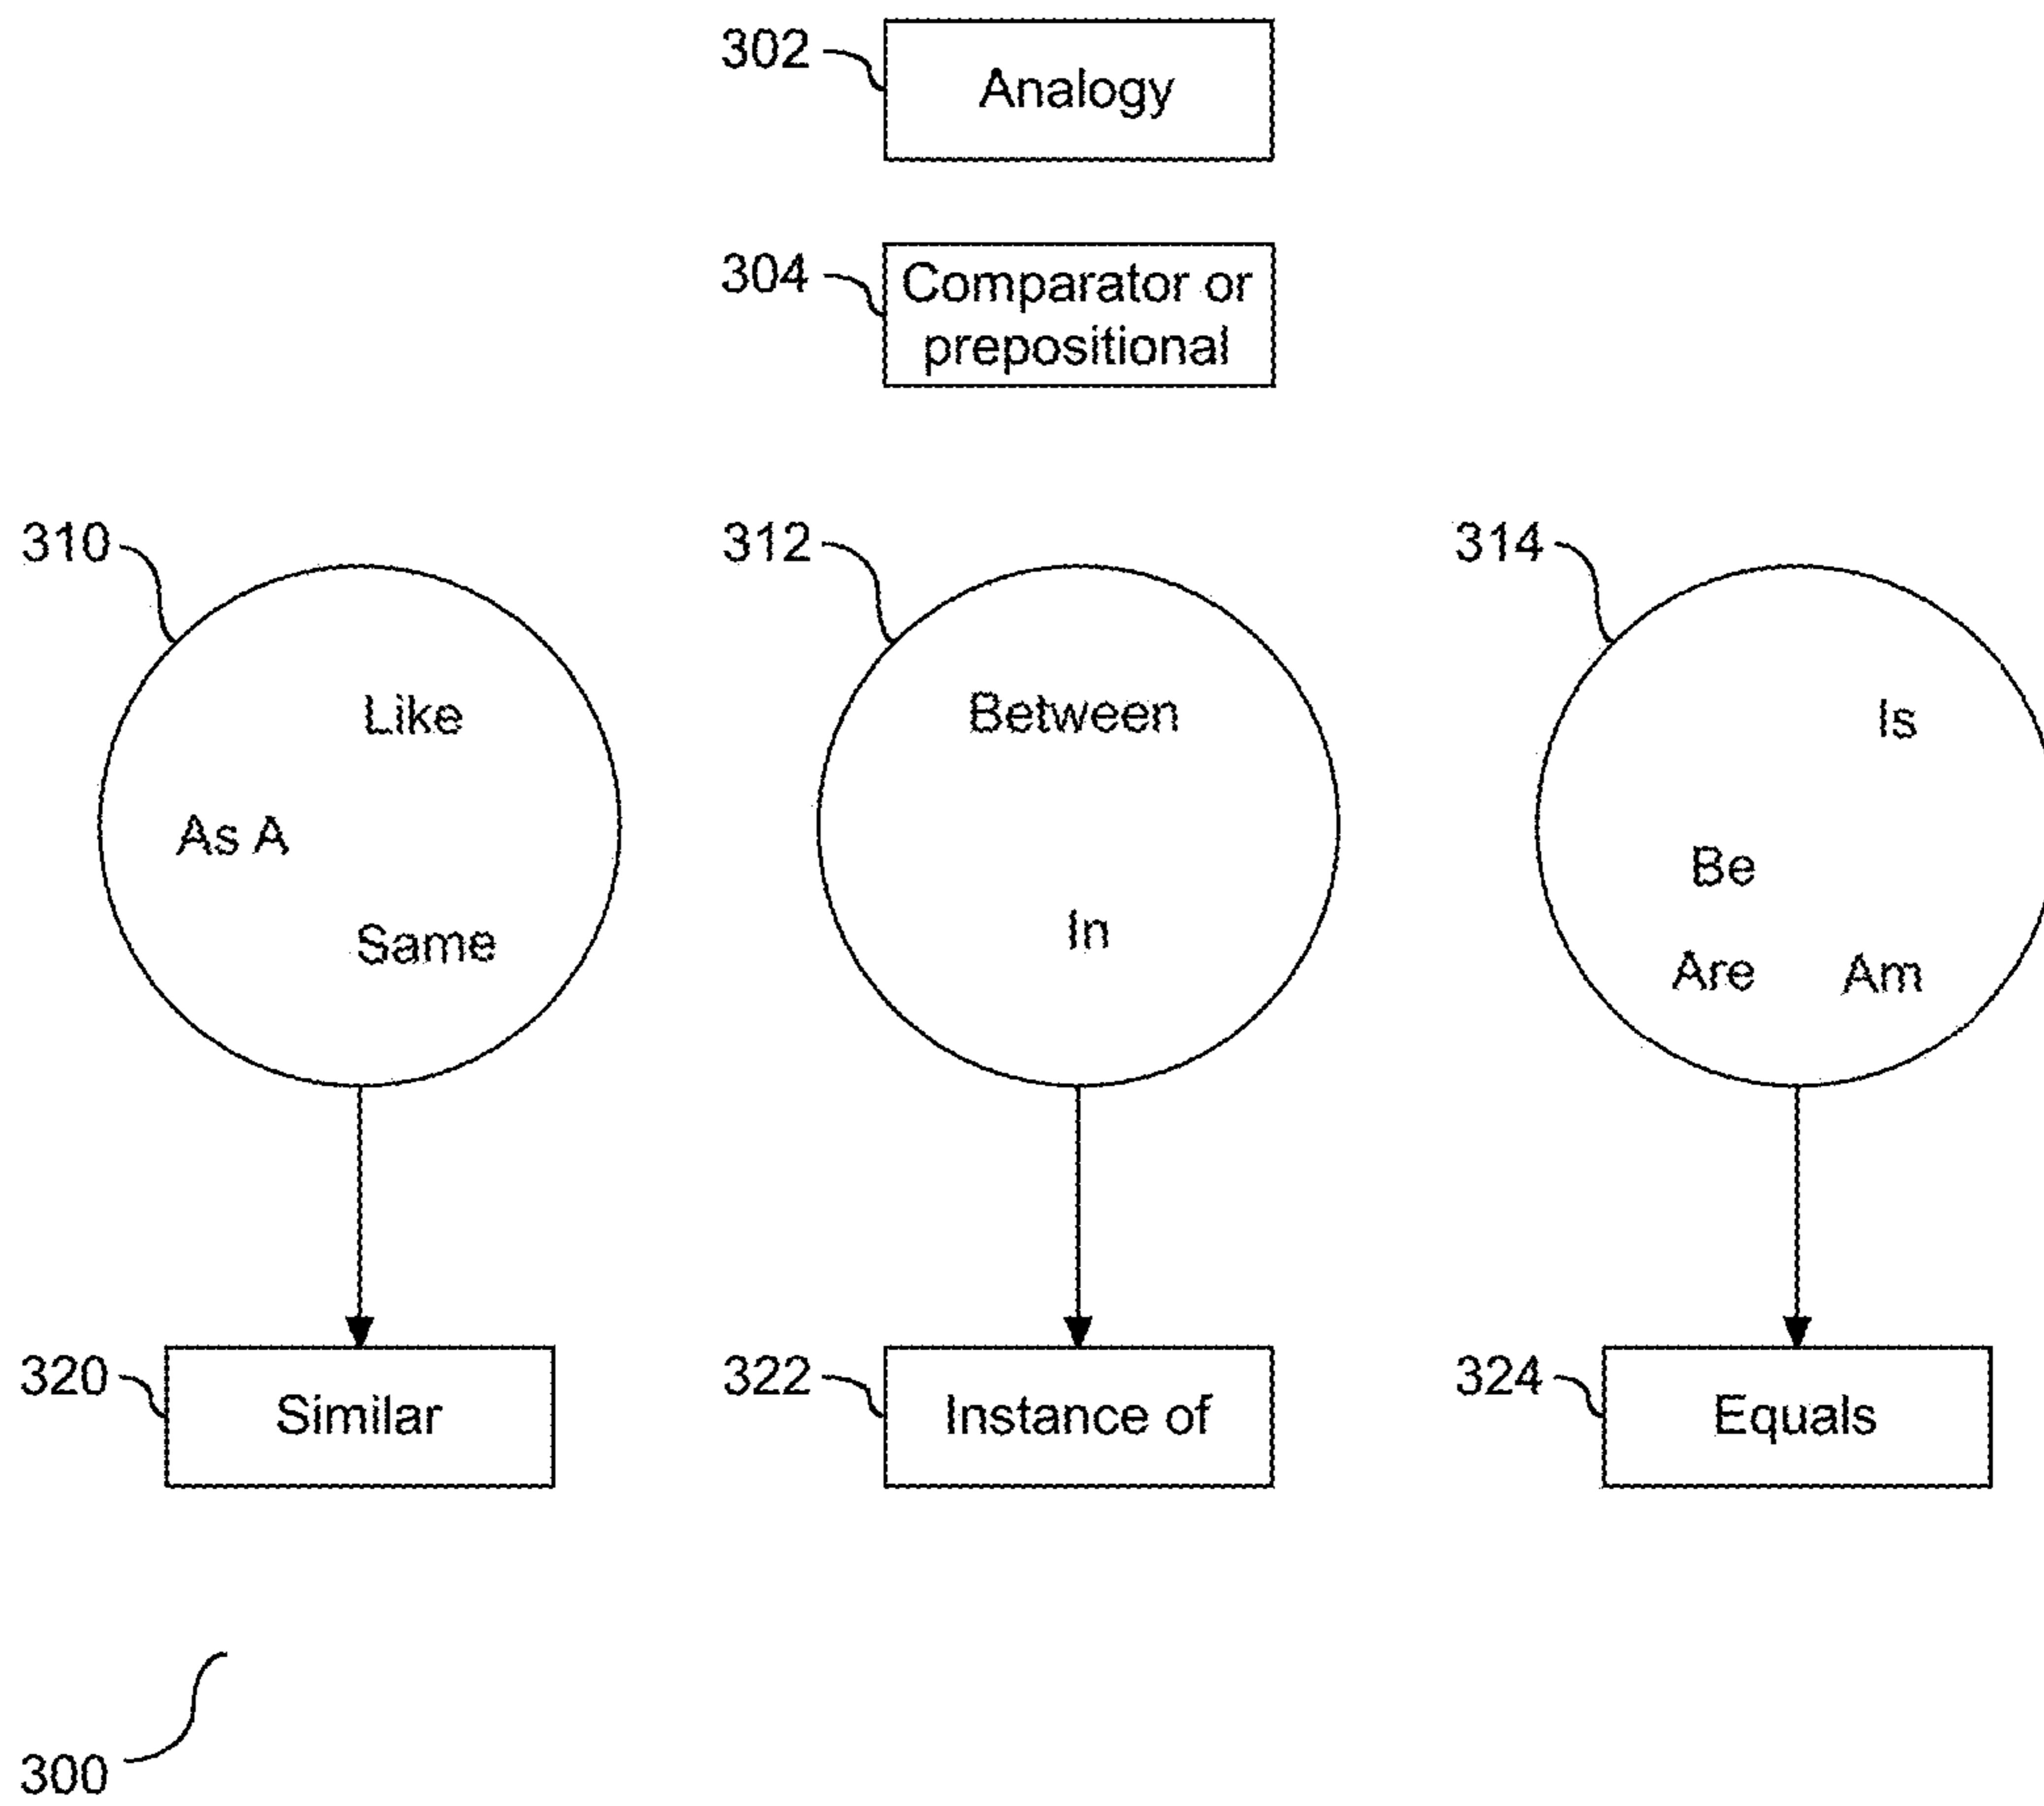 302
Analogy
304
Comparator or
prepositional
310
312
314
Like
Between
Is
As A
Be
Same
In
Are
Am
320
Similar
322
Instance of
324
Equals
300